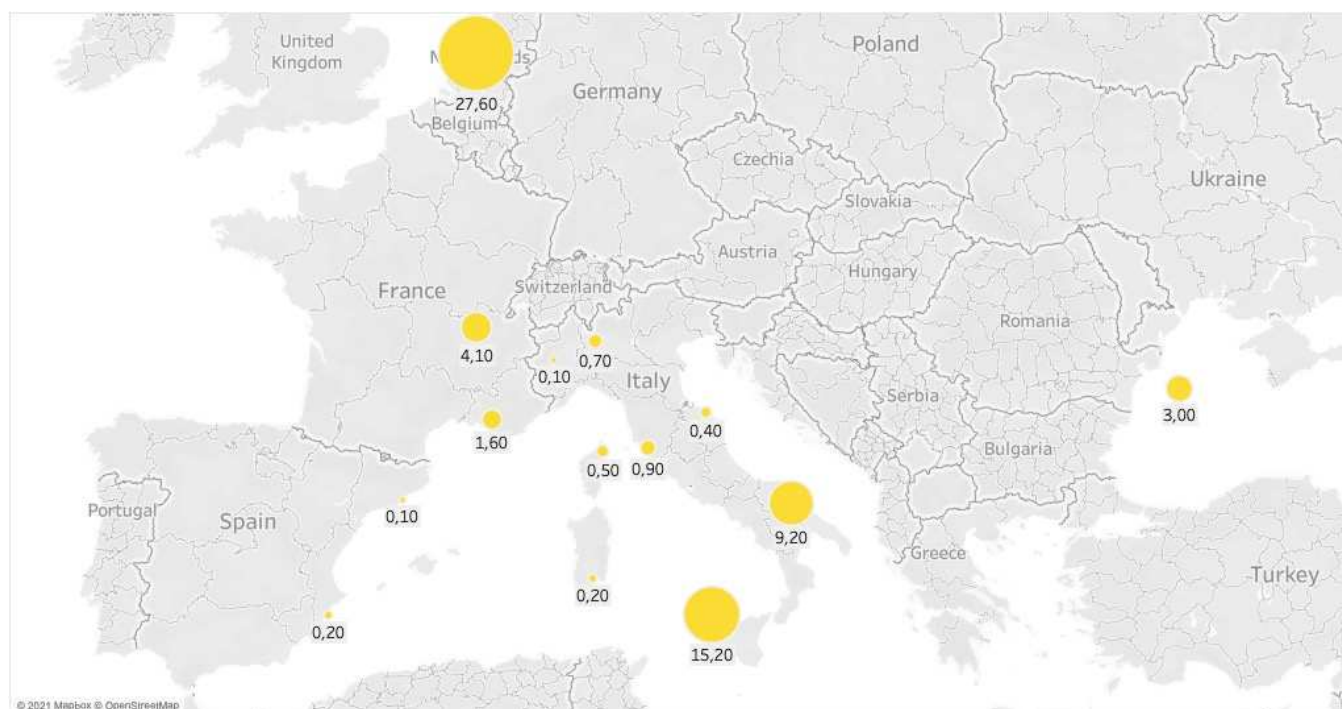 United
Kingdom
Poland
27,60
Germany
Belgium
Czechia
Ukraine
Slovakia
Austria
Hungary
Switzerland
France
Romania
4,10
0,10
0,70
Italy
Serbia
3,00
1,60
0,40
Bulgaria
0,50
0,90
0,10
Portugal
Spain
9,20
Greece
Turkey
0,20
0,20
15,20
© 2021 Mapbox © OpenStreetMap